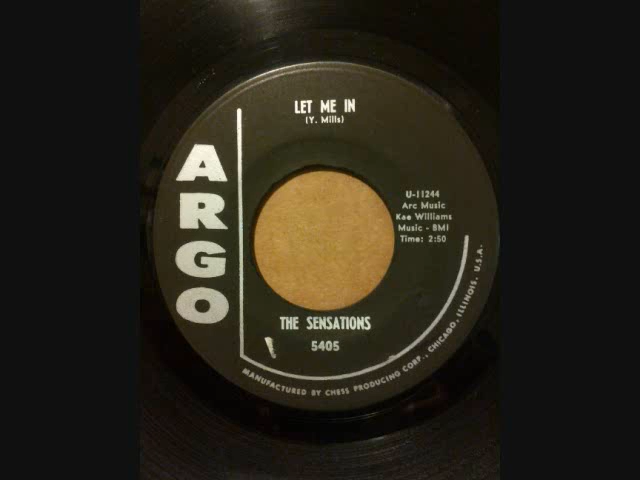 LET ME IN
(Y. Mills)
ARGO
U-11244
Arc Music
Kae Williams
Music - BMI
Time: 2:50
THE SENSATIONS
5405
MANUFACTURED BY CHESS PRODUCING CORP., CHICAGO, ILLINOIS, U.S.A.